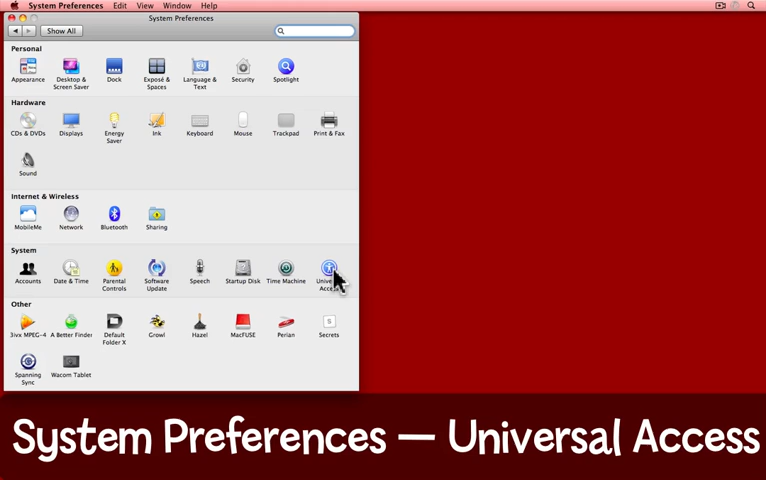 System Preferences Edit View Window Help
System Preferences
Show All
Personal
Appearance Desktop & Screen Saver Dock Exposé & Spaces Language & Text Security Spotlight
Hardware
CDs & DVDs Displays Energy Saver Ink Keyboard Mouse Trackpad Print & Fax
Sound
Internet & Wireless
MobileMe Network Bluetooth Sharing
System
Accounts Date & Time Parental Controls Software Update Speech Startup Disk Time Machine
Other
3ivx MPEG-4 A Better Finder Default Folder X Growl Hazel MacFUSE Perian Secrets
Spanning Sync Wacom Tablet
System Preferences — Universal Access